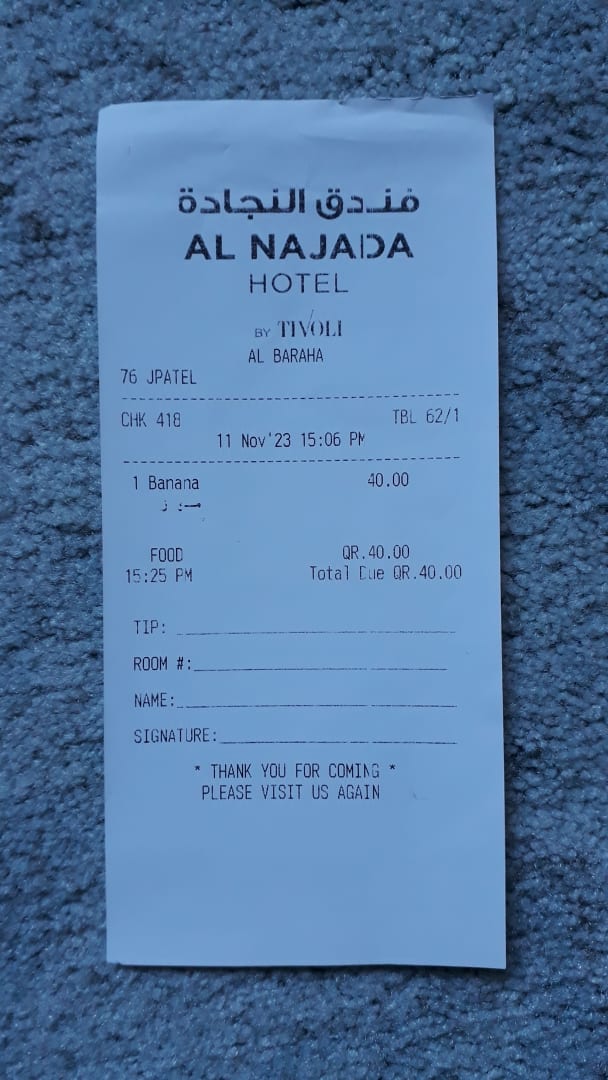 فندق النجادة
AL NAJADA
HOTEL
BY TIVOLI
AL BARAHA
76 JPATEL
CHK 418 TBL 62/1
11 Nov'23 15:06 PM
1 Banana 40.00
FOOD QR.40.00
15:25 PM Total Due QR.40.00
TIP:
ROOM #:
NAME:
SIGNATURE:
* THANK YOU FOR COMING *
PLEASE VISIT US AGAIN